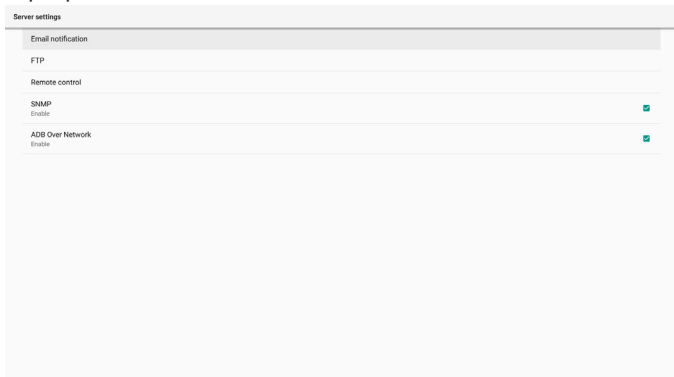 Server settings
Email notification
FTP
Remote control
SNMP
Enable
ADB Over Network
Enable